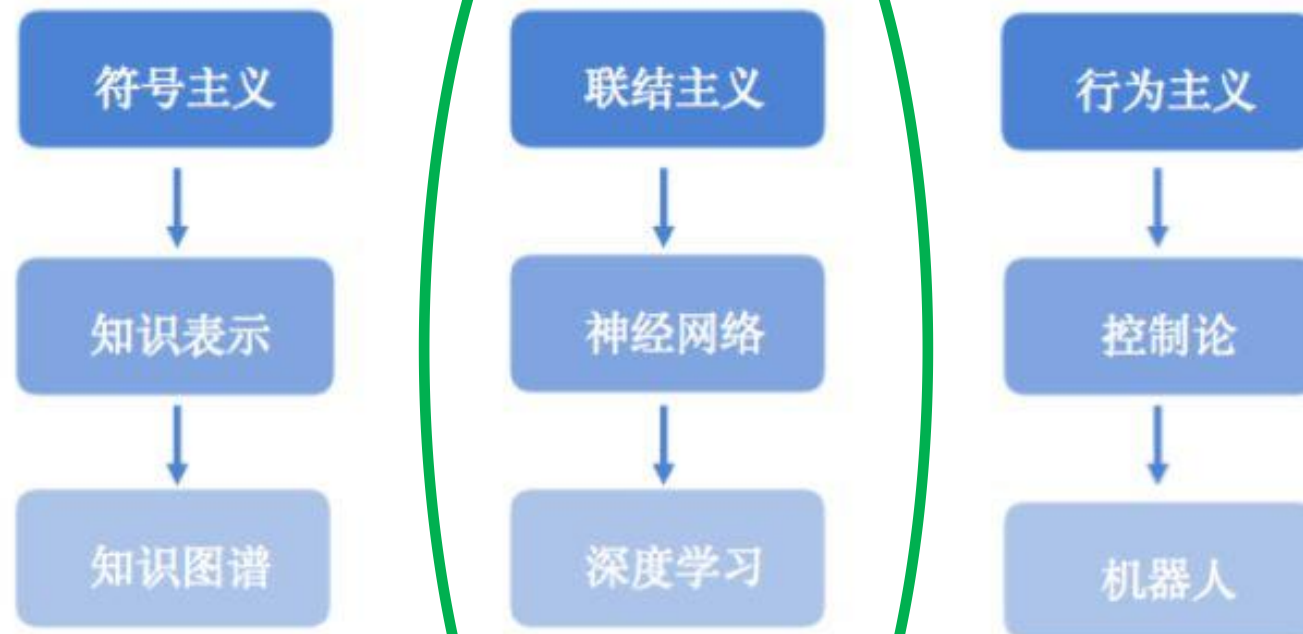 符号主义
联结主义
行为主义
知识表示
神经网络
控制论
知识图谱
深度学习
机器人